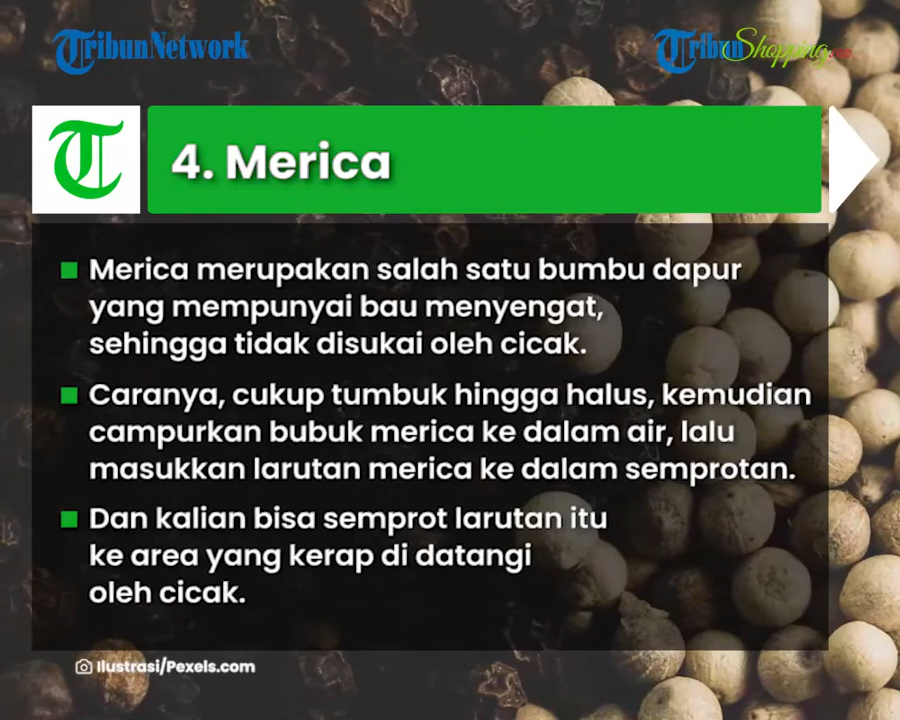 TribunNetwork
TribunShopping.com
T
4. Merica
Merica merupakan salah satu bumbu dapur
yang mempunyai bau menyengat,
sehingga tidak disukai oleh cicak.
Caranya, cukup tumbuk hingga halus, kemudian
campurkan bubuk merica ke dalam air, lalu
masukkan larutan merica ke dalam semprotan.
Dan kalian bisa semprot larutan itu
ke area yang kerap di datangi
oleh cicak.
Ilustrasi/Pexels.com